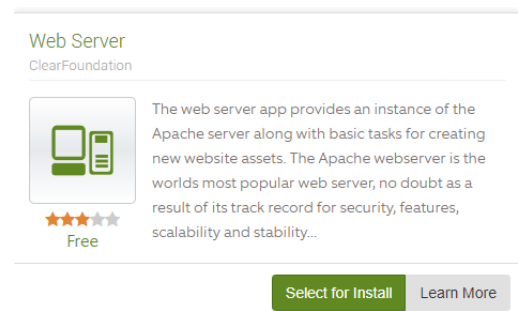 Web Server
ClearFoundation
The web server app provides an instance of the
Apache server along with basic tasks for creating
new website assets. The Apache webserver is the
worlds most popular web server, no doubt as a
result of its track record for security, features,
scalability and stability...
Free
Select for Install
Learn More